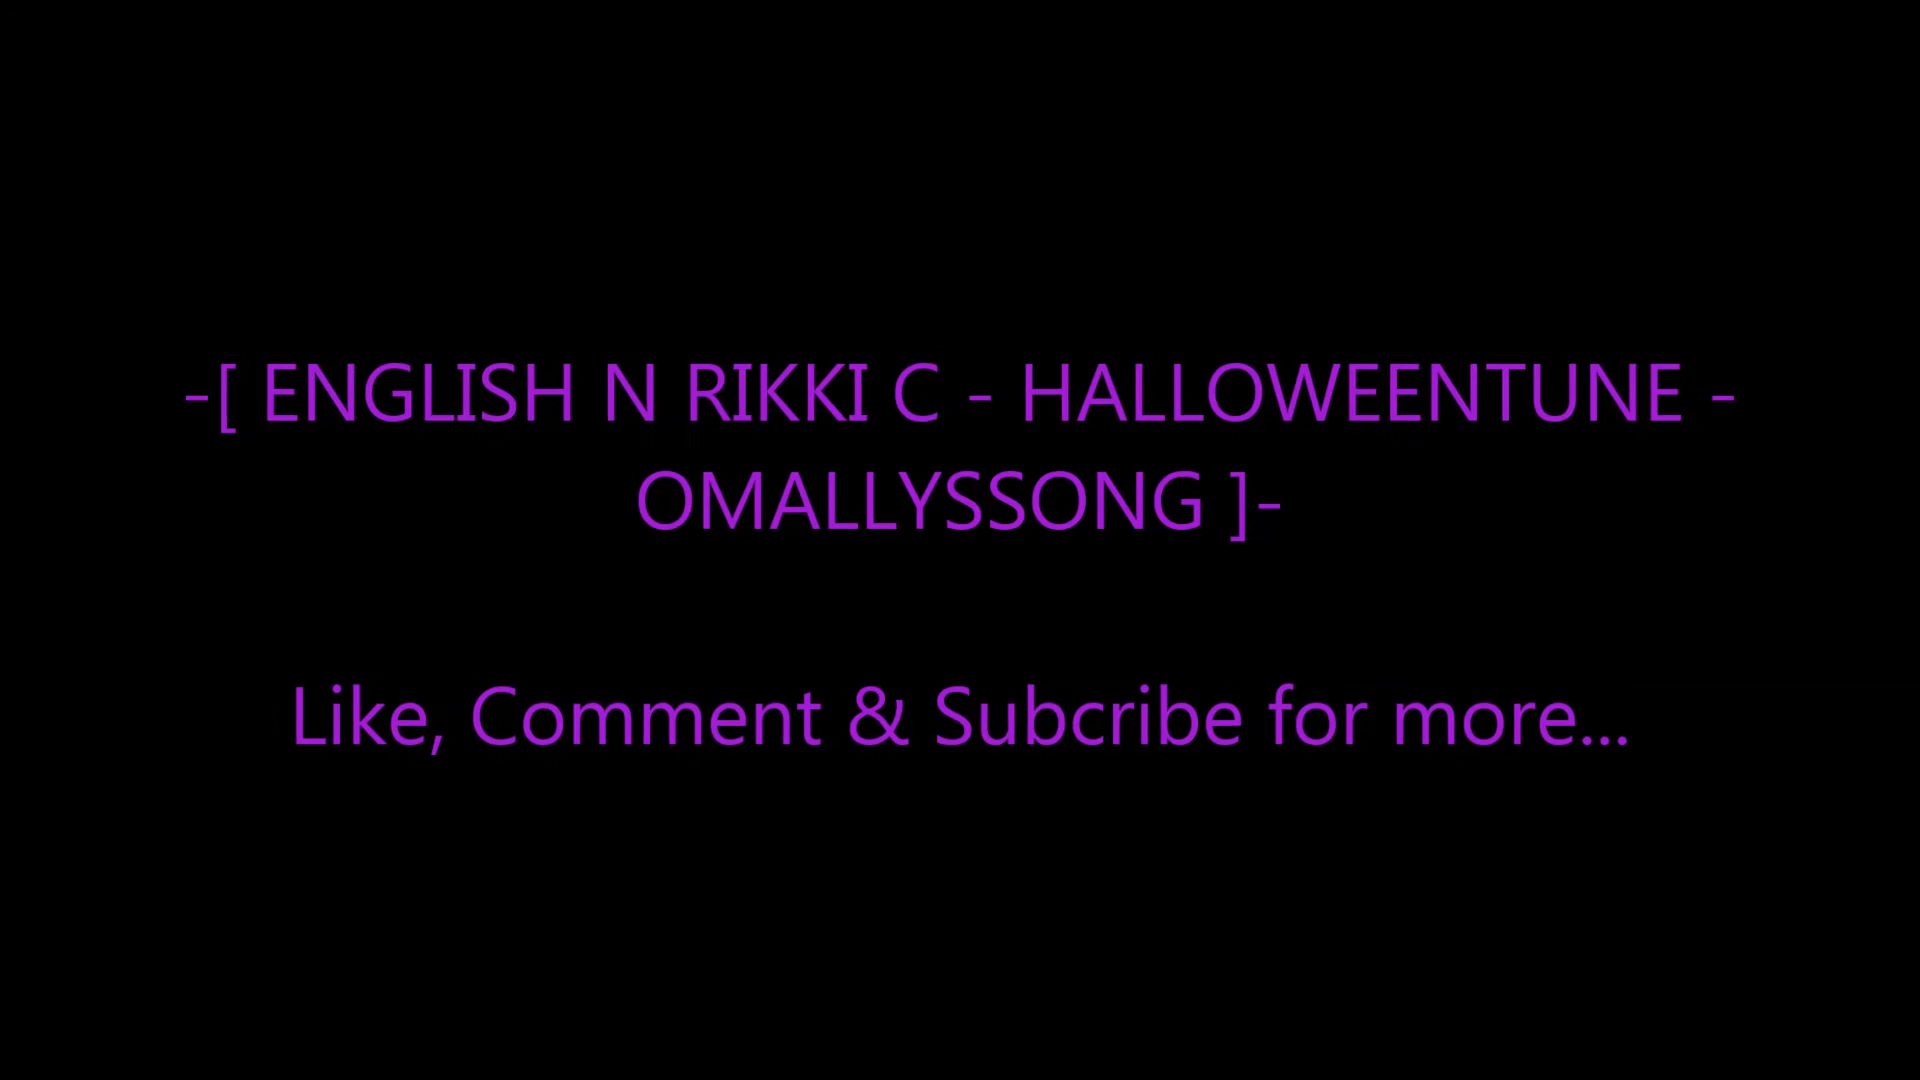 -[ ENGLISH N RIKKI C - HALLOWEENTUNE -
OMALLYSSONG ]-
Like, Comment & Subcribe for more...